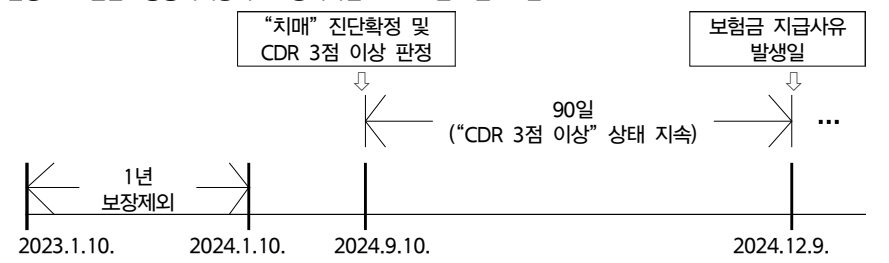 “치매” 진단확정 및
CDR 3점 이상 판정
보험금 지급사유
발생일
90일
(“CDR 3점 이상” 상태 지속)
...
1년
보장제외
2023.1.10.
2024.1.10.
2024.9.10.
2024.12.9.